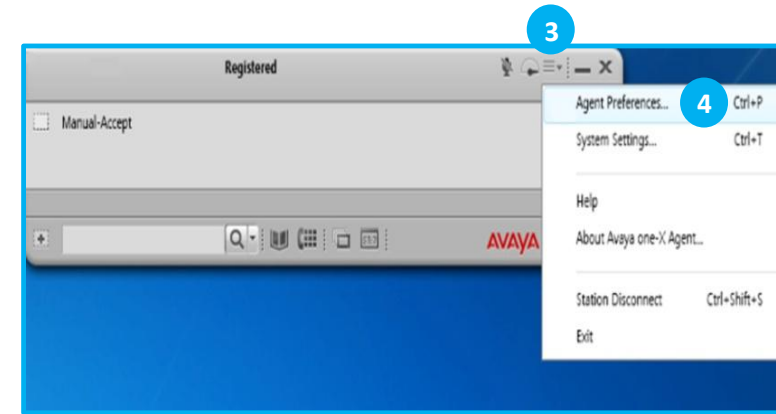 3
Registered
Manual-Accept
Agent Preferences... 4 Ctrl+P
System Settings... Ctrl+T
Help
About Avaya one-X Agent...
AVAYA
Station Disconnect Ctrl+Shift+S
Exit